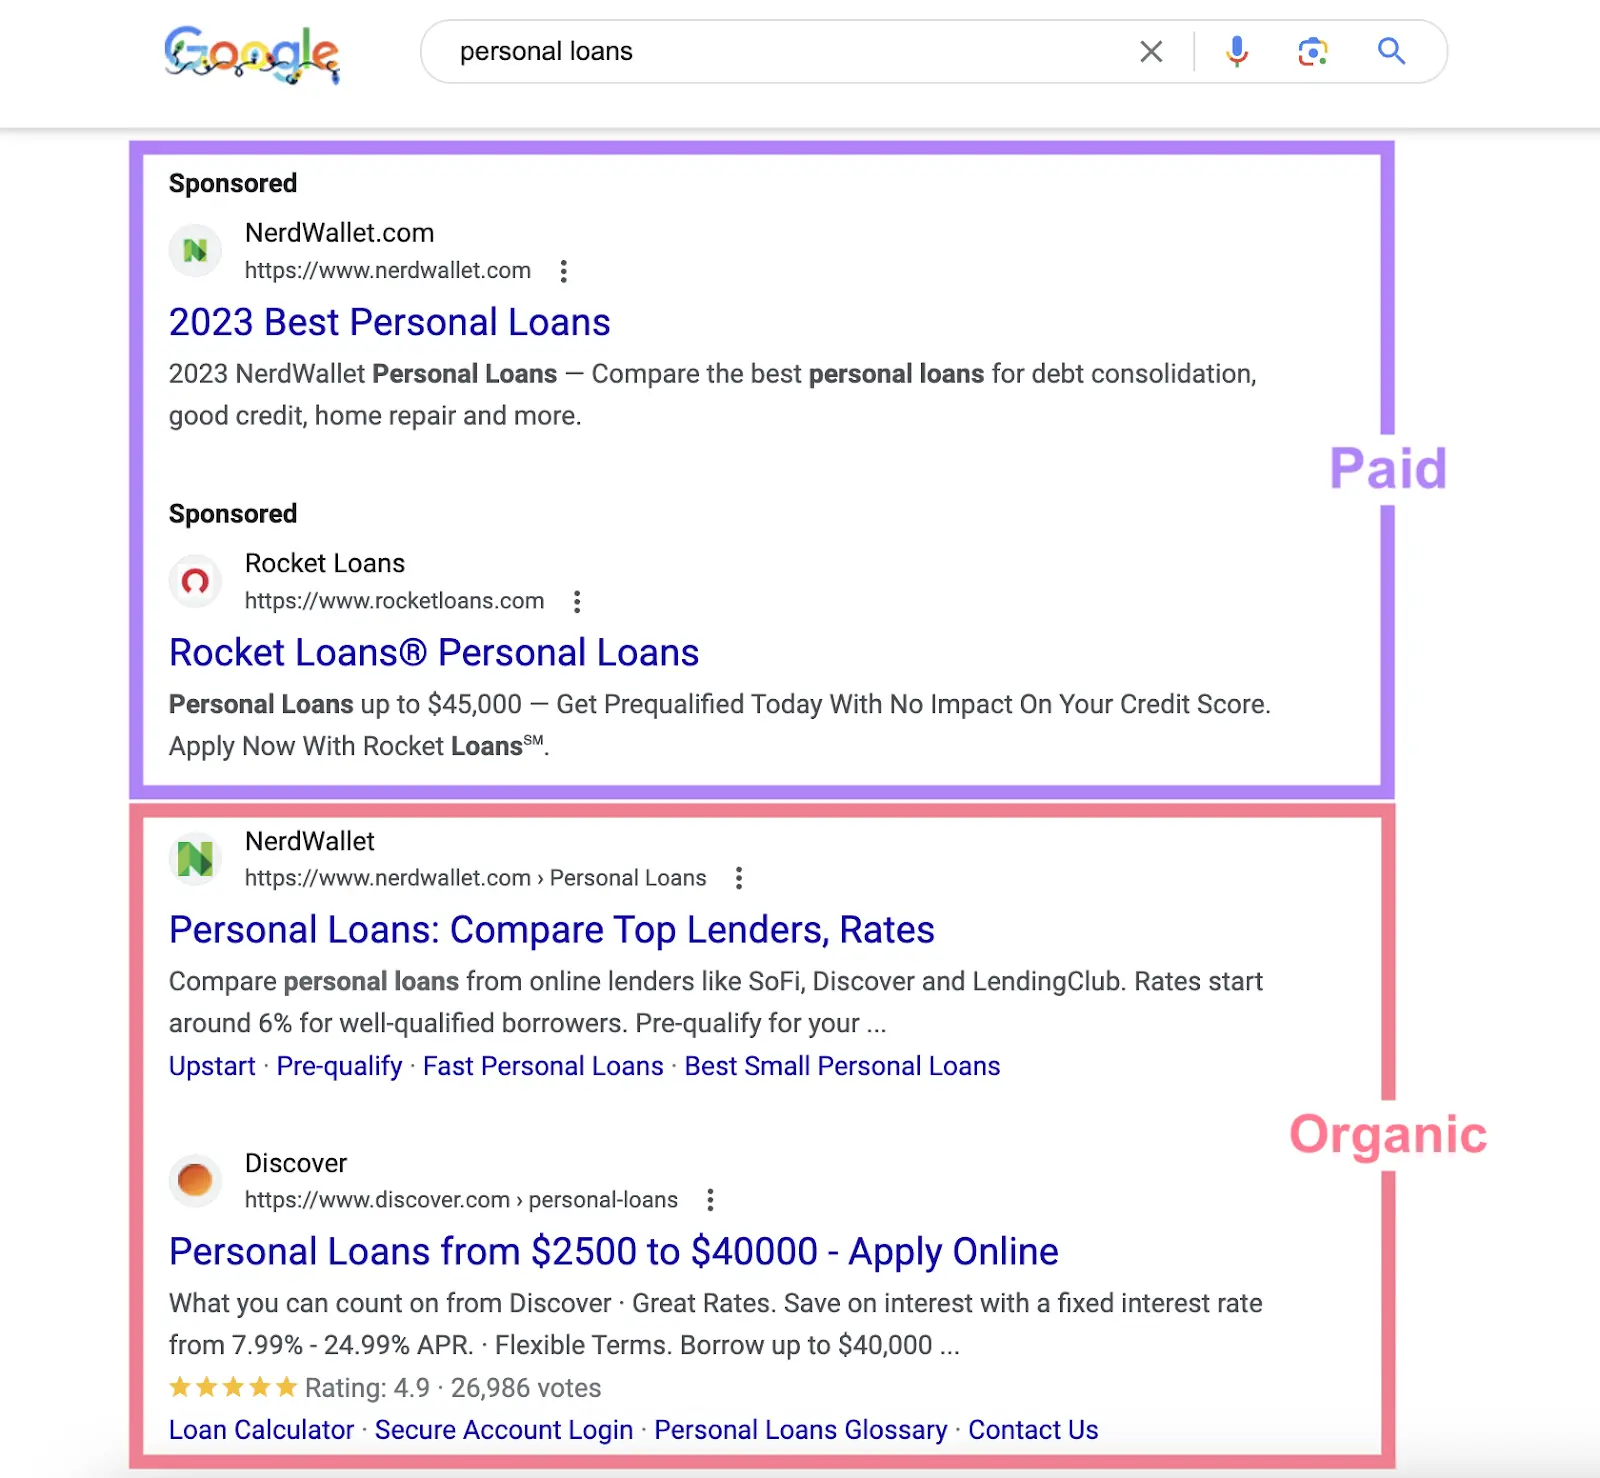 Google
personal loans
Sponsored
NerdWallet.com
https://www.nerdwallet.com
2023 Best Personal Loans
2023 NerdWallet Personal Loans — Compare the best personal loans for debt consolidation,
good credit, home repair and more.
Paid
Sponsored
Rocket Loans
https://www.rocketloans.com
Rocket Loans® Personal Loans
Personal Loans up to $45,000 — Get Prequalified Today With No Impact On Your Credit Score.
Apply Now With Rocket Loans℠.
NerdWallet
https://www.nerdwallet.com › Personal Loans
Personal Loans: Compare Top Lenders, Rates
Compare personal loans from online lenders like SoFi, Discover and LendingClub. Rates start
around 6% for well-qualified borrowers. Pre-qualify for your ...
Upstart · Pre-qualify · Fast Personal Loans · Best Small Personal Loans
Organic
Discover
https://www.discover.com › personal-loans
Personal Loans from $2500 to $40000 - Apply Online
What you can count on from Discover · Great Rates. Save on interest with a fixed interest rate
from 7.99% - 24.99% APR. · Flexible Terms. Borrow up to $40,000 ...
Rating: 4.9 · 26,986 votes
Loan Calculator · Secure Account Login · Personal Loans Glossary · Contact Us